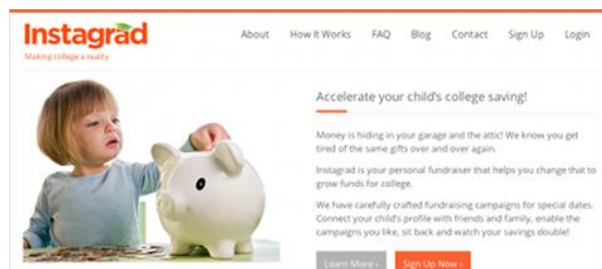 Instagrad
Making college a reality
About How It Works FAQ Blog Contact Sign Up Login
Accelerate your child's college saving!
Money is hiding in your garage and the attic! We know you get
tired of the same gifts over and over again.
Instagrad is your personal fundraiser that helps you change that to
grow funds for college.
We have carefully crafted fundraising campaigns for special dates.
Connect your child's profile with friends and family, enable the
campaigns you like, sit back and watch your savings double!
Learn More › Sign Up Now ›